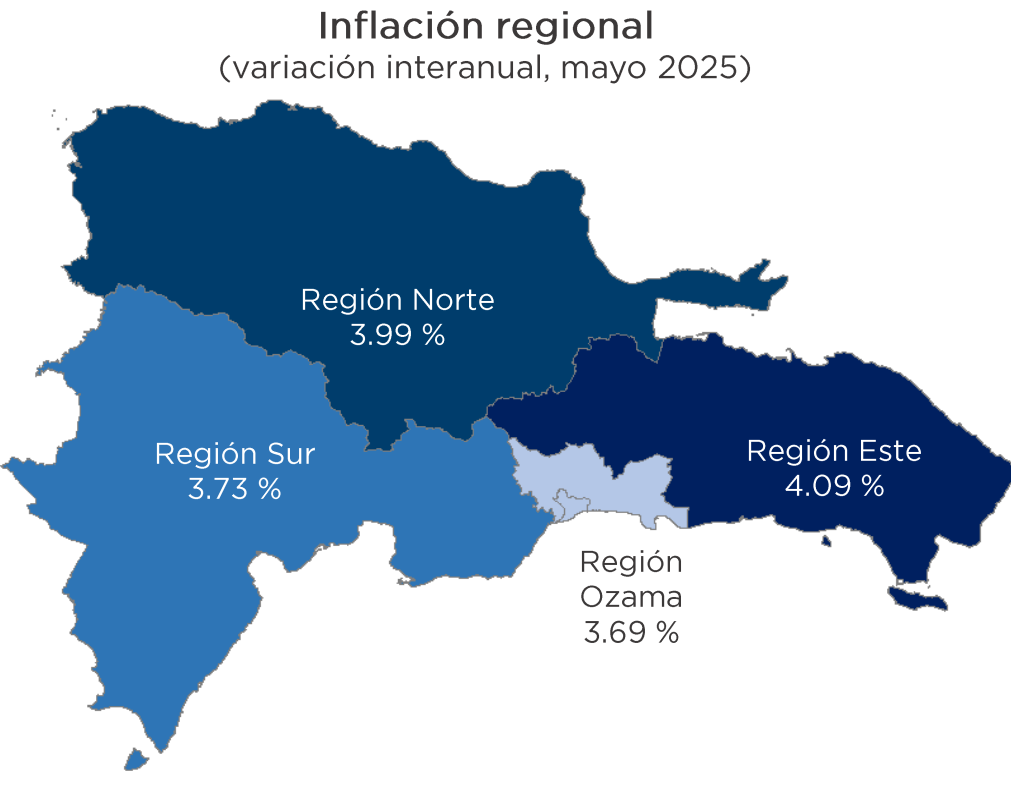 Inflación regional
(variación interanual, mayo 2025)
Región Norte
3.99 %
Región Sur
3.73 %
Región Este
4.09 %
Región
Ozama
3.69 %